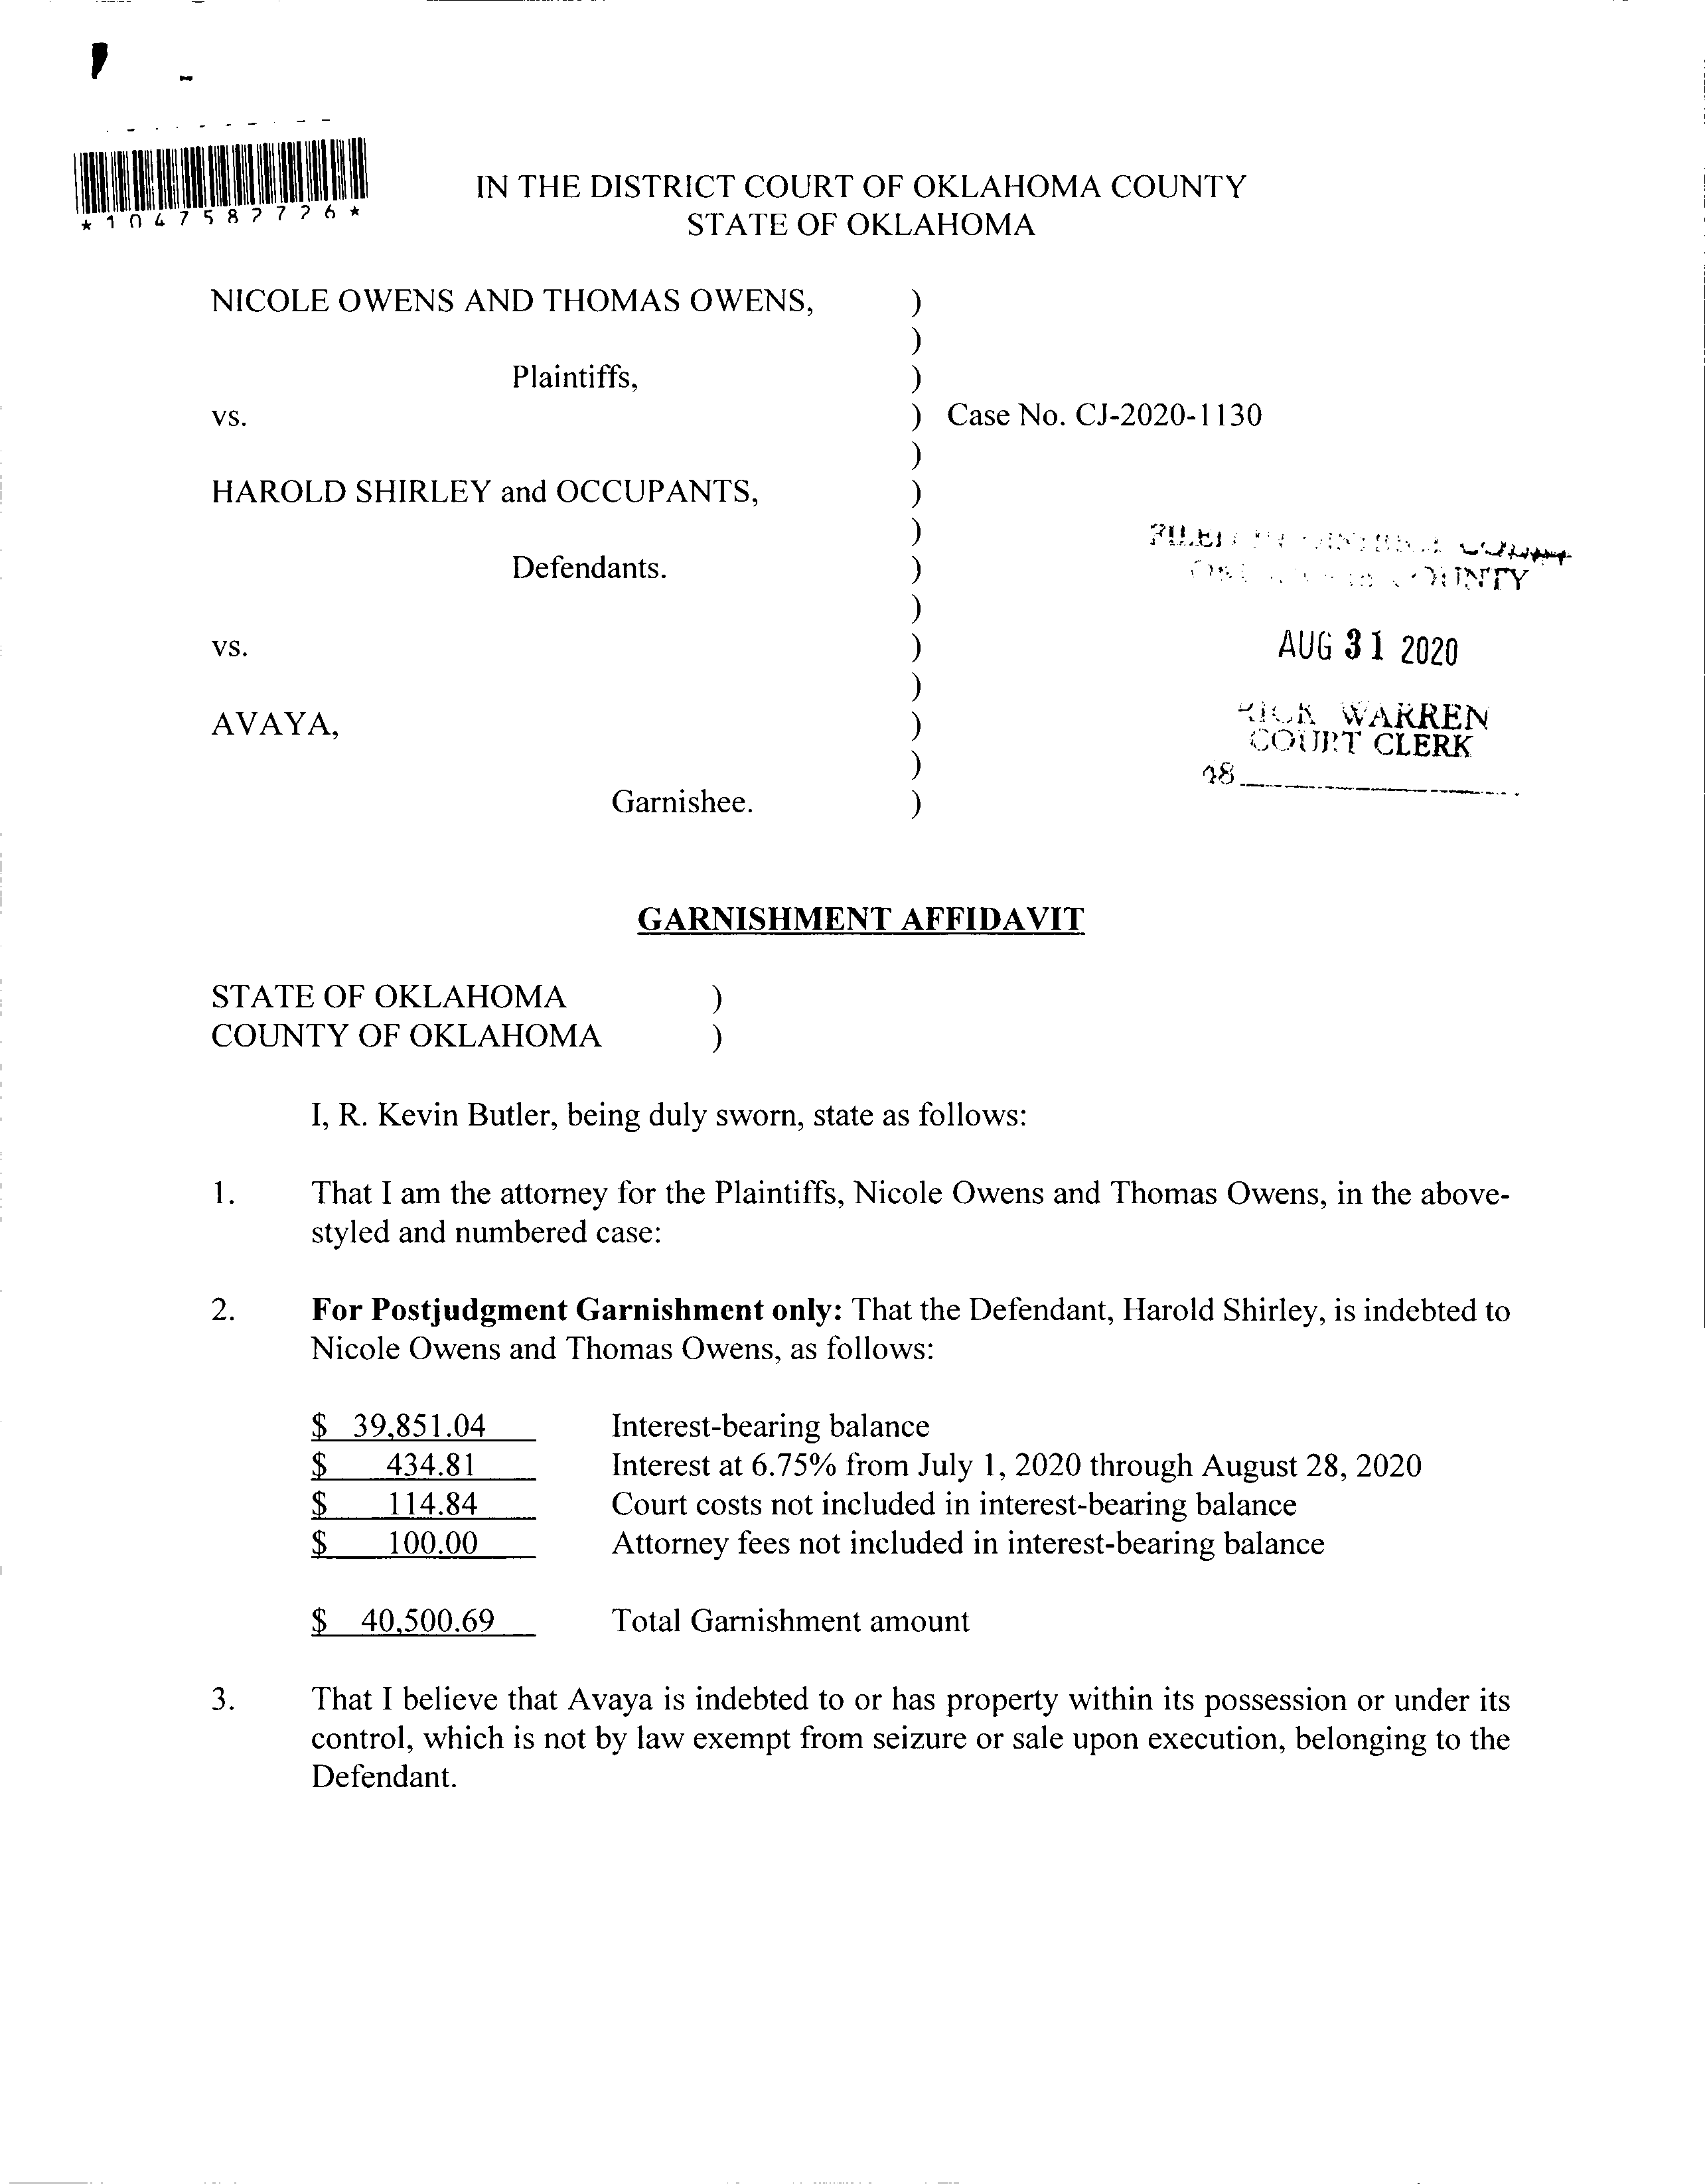 *1047582726*
IN THE DISTRICT COURT OF OKLAHOMA COUNTY
STATE OF OKLAHOMA
NICOLE OWENS AND THOMAS OWENS, )
)
Plaintiffs, )
vs. ) Case No. CJ-2020-1130
)
HAROLD SHIRLEY and OCCUPANTS, )
)
Defendants. )
)
vs. )
)
AVAYA, )
)
Garnishee. )
FILED
COUNTY
AUG 31 2020
RICK WARREN
COURT CLERK
GARNISHMENT AFFIDAVIT
STATE OF OKLAHOMA )
COUNTY OF OKLAHOMA )
I, R. Kevin Butler, being duly sworn, state as follows:
1. That I am the attorney for the Plaintiffs, Nicole Owens and Thomas Owens, in the above-
styled and numbered case:
2. For Postjudgment Garnishment only: That the Defendant, Harold Shirley, is indebted to
Nicole Owens and Thomas Owens, as follows:
$ 39,851.04 Interest-bearing balance
$ 434.81 Interest at 6.75% from July 1, 2020 through August 28, 2020
$ 114.84 Court costs not included in interest-bearing balance
$ 100.00 Attorney fees not included in interest-bearing balance
$ 40,500.69 Total Garnishment amount
3. That I believe that Avaya is indebted to or has property within its possession or under its
control, which is not by law exempt from seizure or sale upon execution, belonging to the
Defendant.